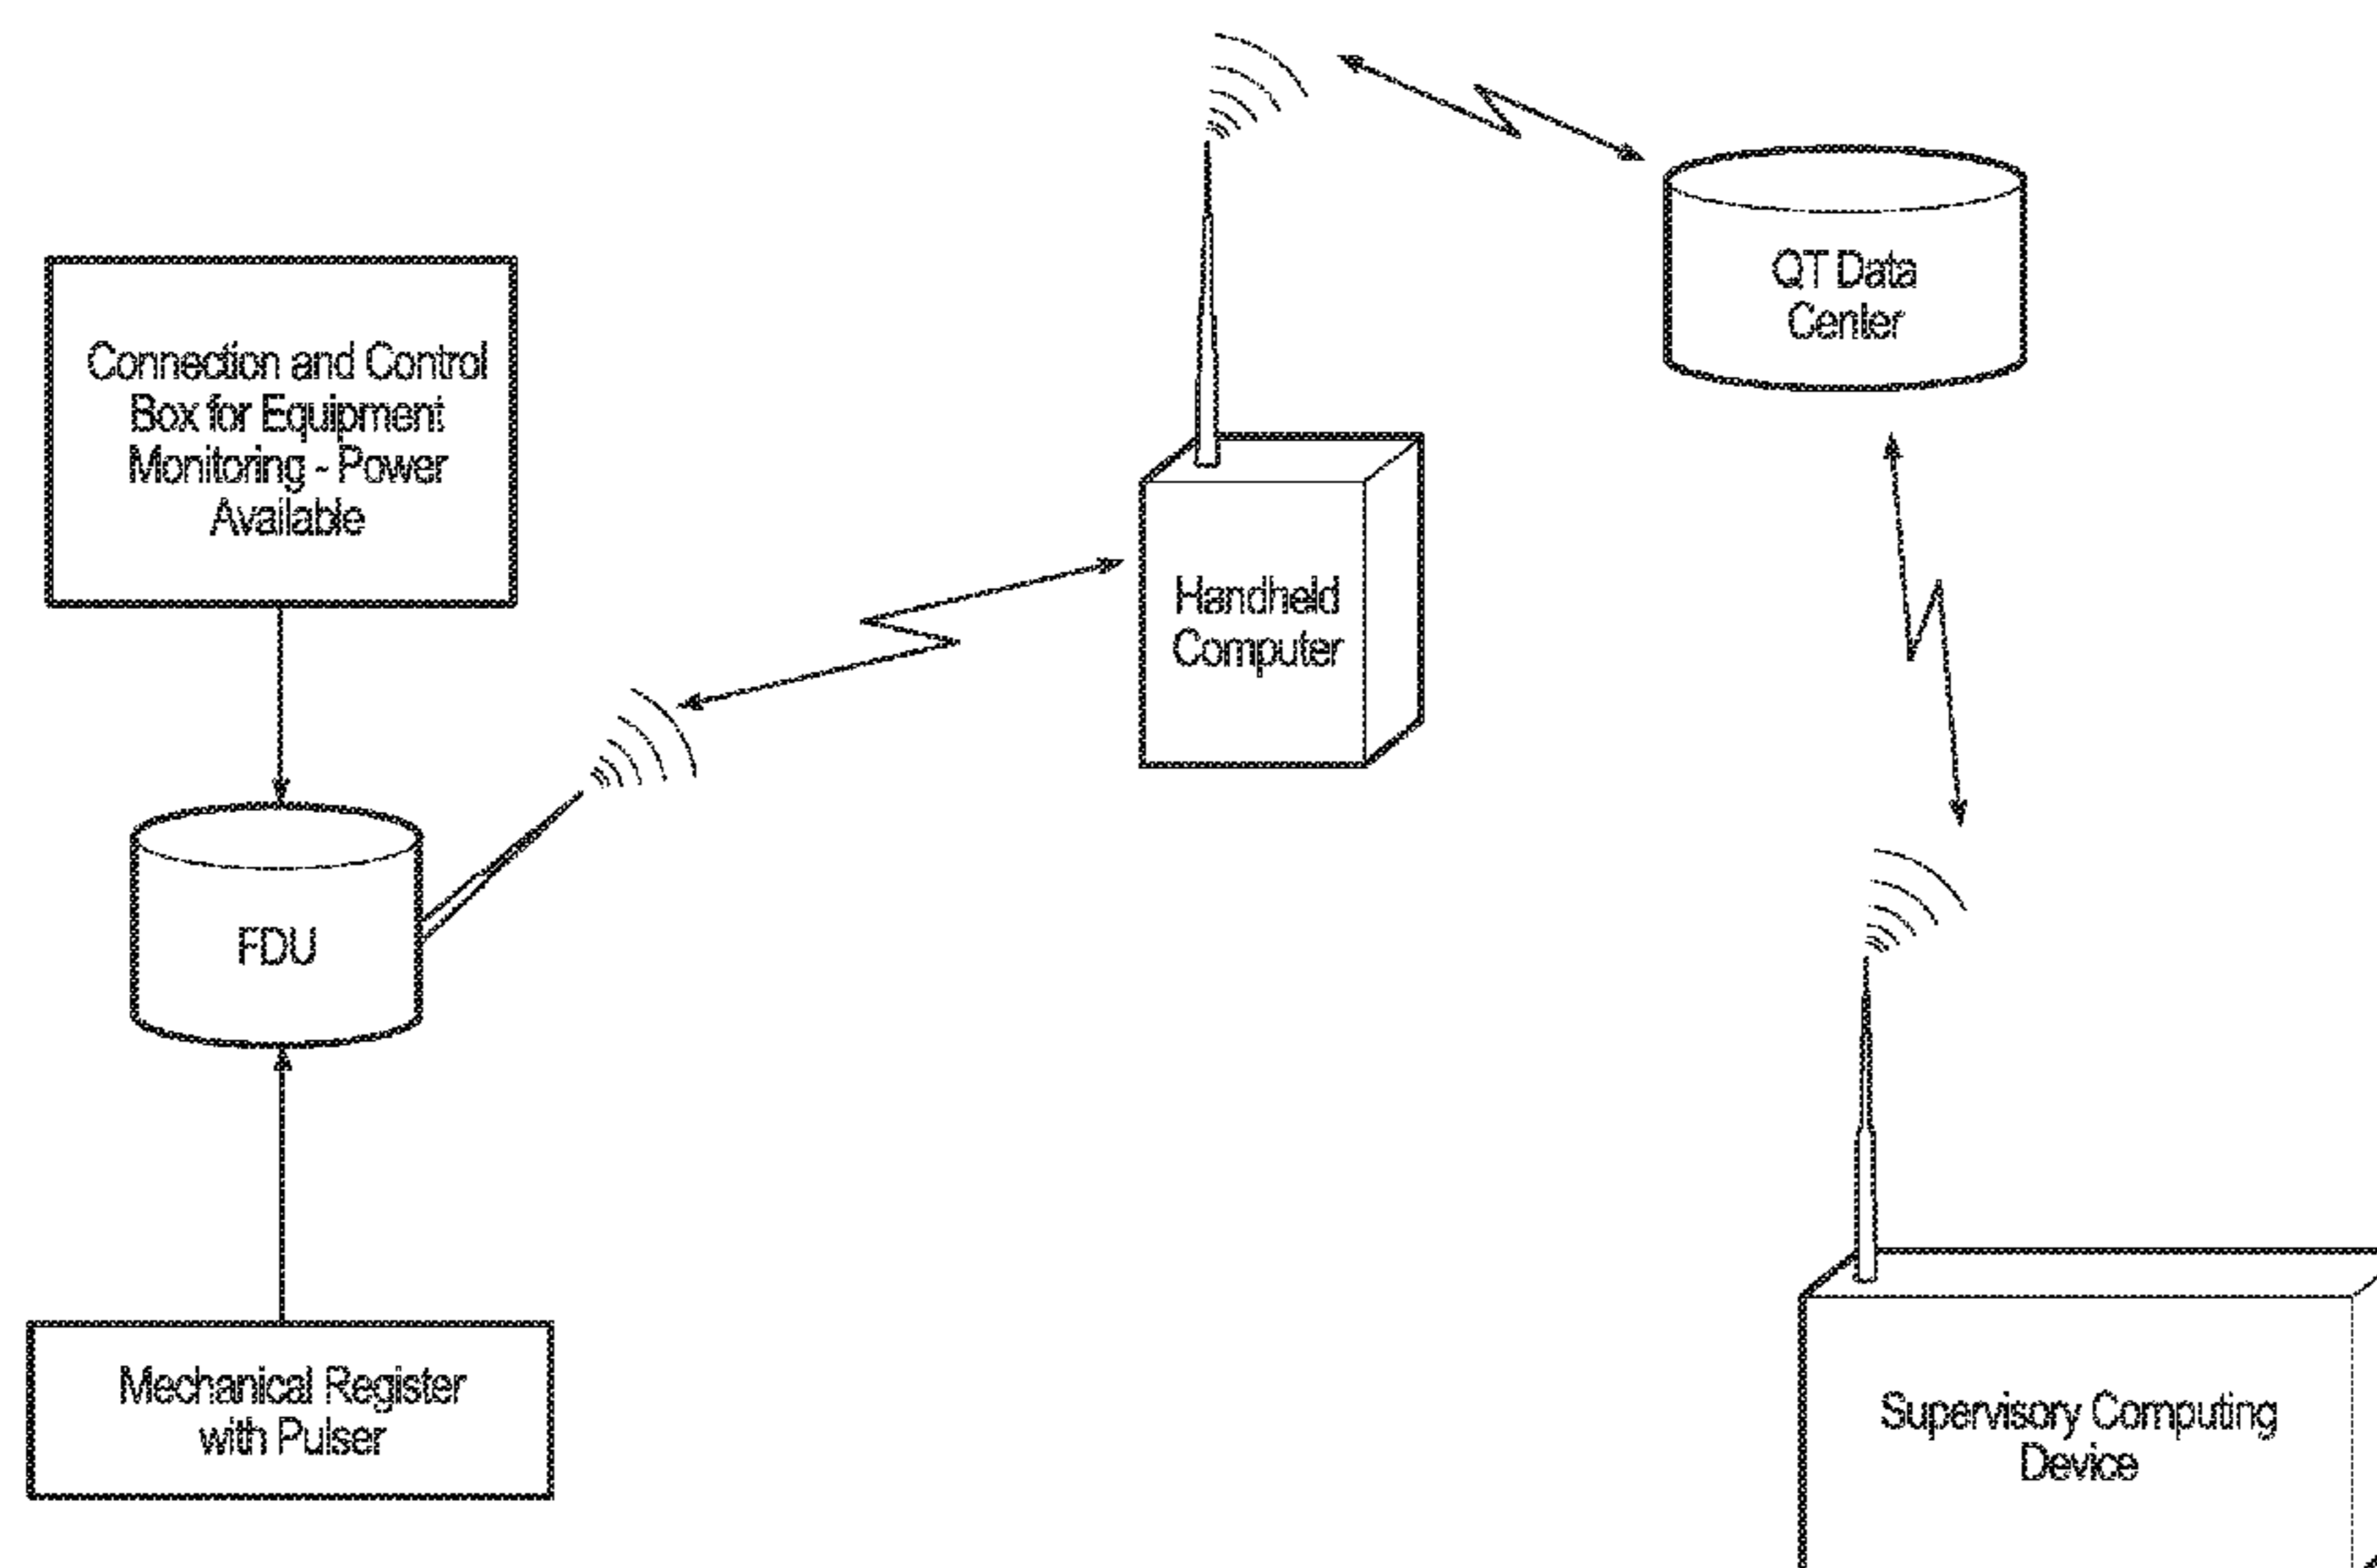 QT Data
Center
Connection and Control
Box for Equipment
Monitoring - Power
Available
Handheld
Computer
FDU
Mechanical Register
with Pulser
Supervisory Computing
Device